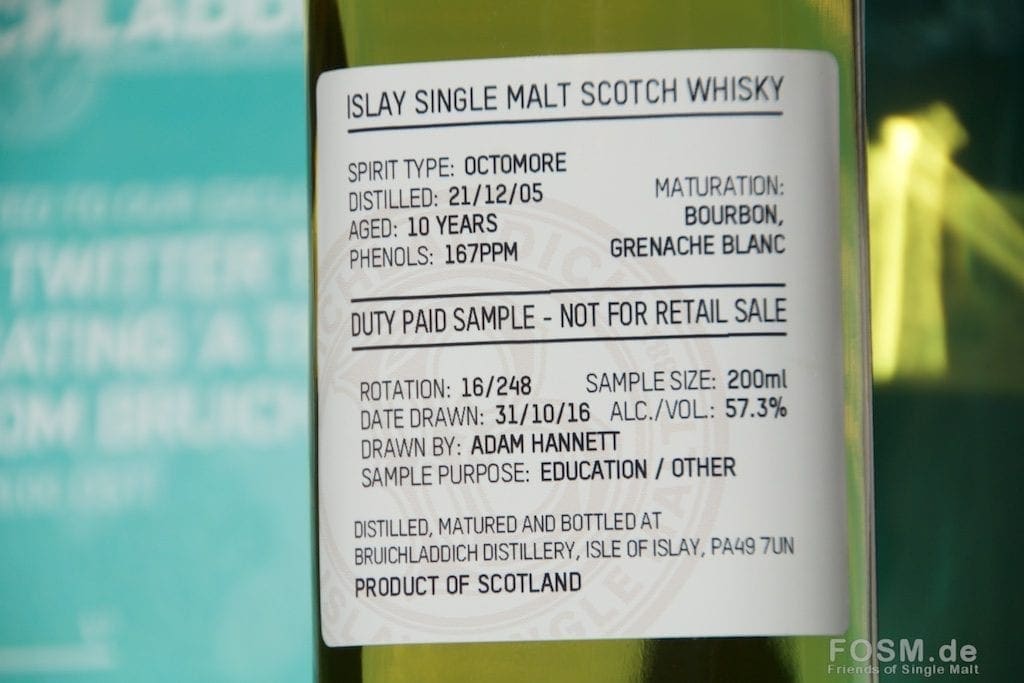 ISLAY SINGLE MALT SCOTCH WHISKY
SPIRIT TYPE: OCTOMORE
DISTILLED: 21/12/05
AGED: 10 YEARS
PHENOLS: 167PPM
MATURATION:
BOURBON,
GRENACHE BLANC
DUTY PAID SAMPLE - NOT FOR RETAIL SALE
ROTATION: 16/248 SAMPLE SIZE: 200ml
DATE DRAWN: 31/10/16 ALC./VOL.: 57.3%
DRAWN BY: ADAM HANNETT
SAMPLE PURPOSE: EDUCATION / OTHER
DISTILLED, MATURED AND BOTTLED AT
BRUICHLADDICH DISTILLERY, ISLE OF ISLAY, PA49 7UN
PRODUCT OF SCOTLAND
TWITTER
FOSM.de
Friends of Single Malt